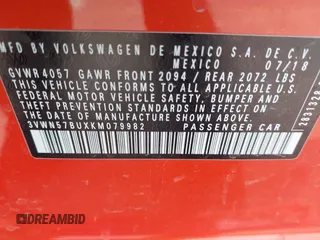 MFD BY VOLKSWAGEN DE MEXICO S.A. DE C.V.
07/18
GVWR 4057 GAWR FRONT 2094 / REAR 2072 LBS
THIS VEHICLE CONFORMS TO ALL APPLICABLE
FEDERAL MOTOR VEHICLE SAFETY, BUMPER, AND
THEFT PREVENTION STANDARDS IN EFFECT ON THE
DATE OF MANUFACTURE SHOWN ABOVE.
3VWN57BUXKM079982 PASSENGER CAR
© DREAMBID
dreambid.com